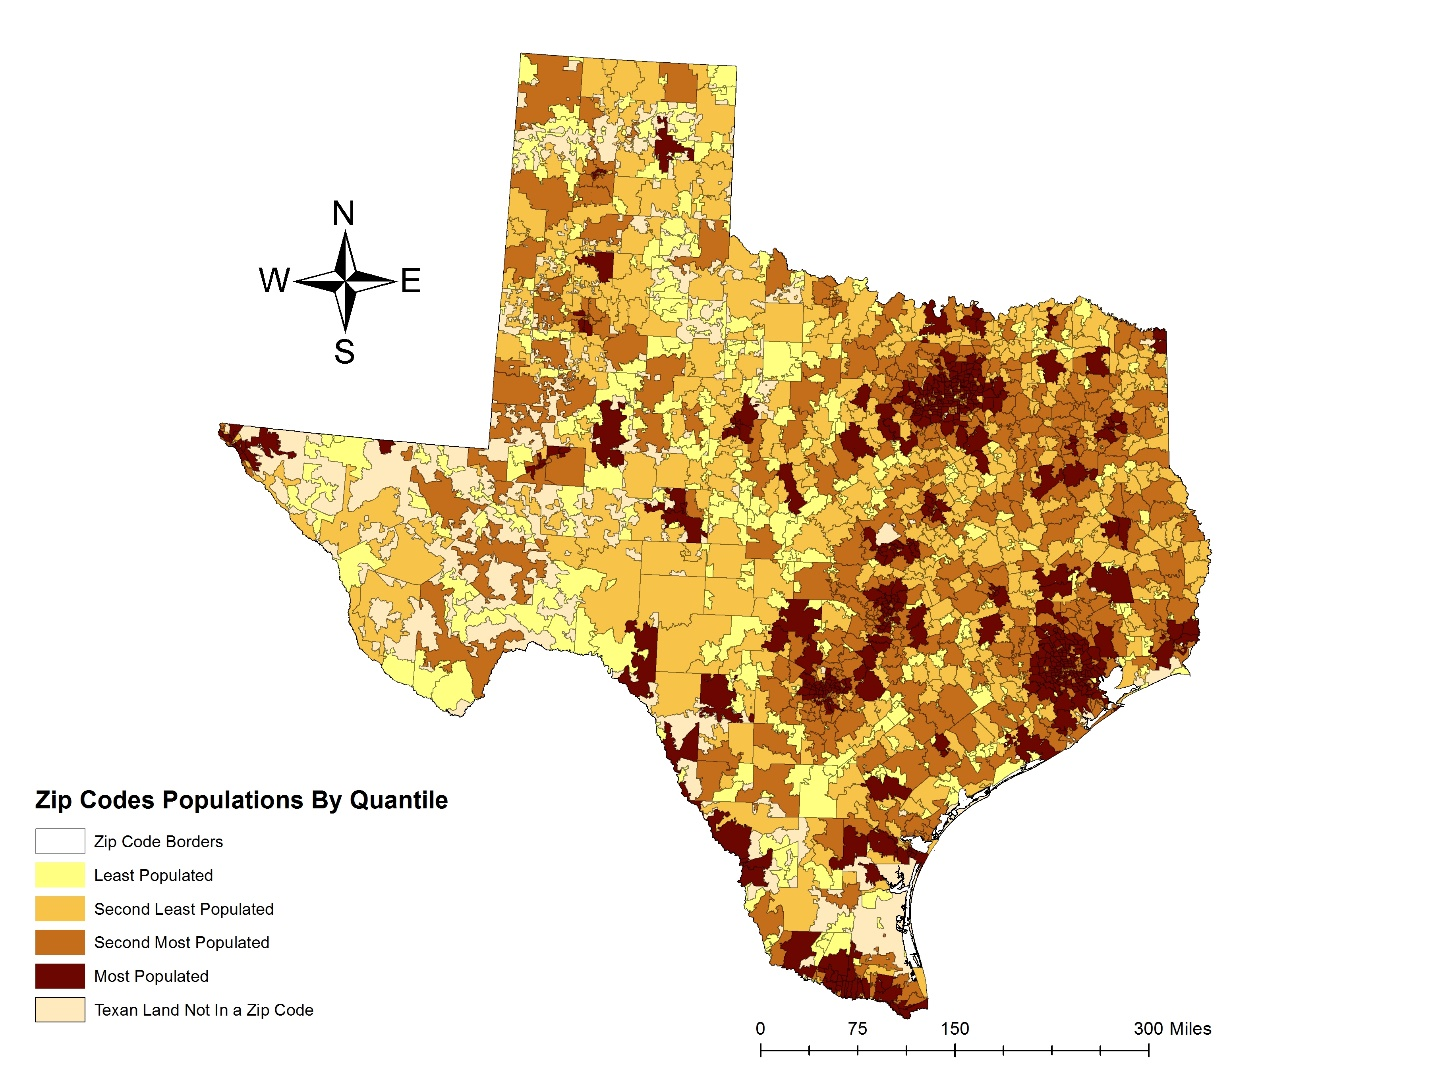 N
W E
S
Zip Codes Populations By Quantile
Zip Code Borders
Least Populated
Second Least Populated
Second Most Populated
Most Populated
Texan Land Not In a Zip Code
0 75 150 300 Miles